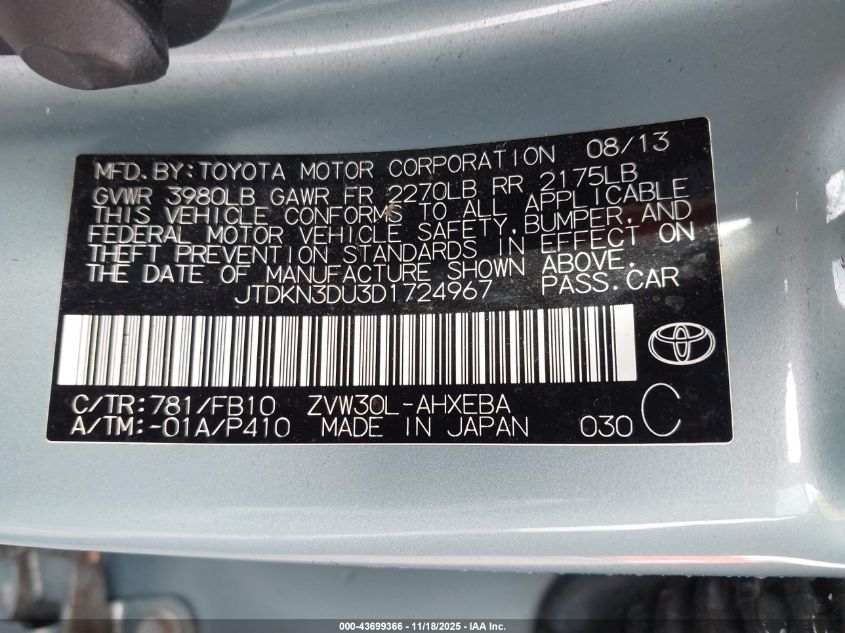 MFD. BY: TOYOTA MOTOR CORPORATION 08/13
GVWR 3980LB GAWR FR 2270LB RR 2175LB
THIS VEHICLE CONFORMS TO ALL APPLICABLE
FEDERAL MOTOR VEHICLE SAFETY, BUMPER, AND
THEFT PREVENTION STANDARDS IN EFFECT ON
THE DATE OF MANUFACTURE SHOWN ABOVE.
JTDKN3DU3D1724967 PASS. CAR
C/TR: 781/FB10 ZVW30L-AHXEBA
A/TM: -01A/P410 MADE IN JAPAN 030 C
000-43699366 - 11/18/2025 - IAA Inc.